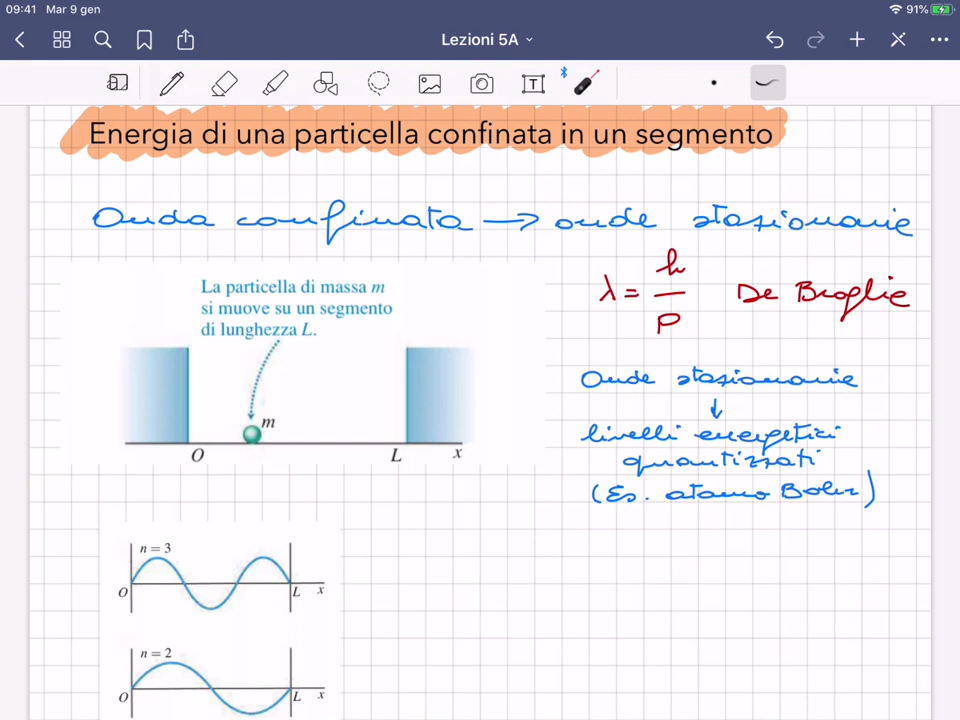 09:41 Mar 9 gen
91%
Lezioni 5A
T
Energia di una particella confinata in un segmento
Onda confinata → onde stazionarie
λ = h/p De Broglie
La particella di massa m
si muove su un segmento
di lunghezza L.
m
O L x
Onde stazionarie
↓
livelli energetici
quantizzati
(Es. atomo Bohr)
n = 3
O L x
n = 2
O L x